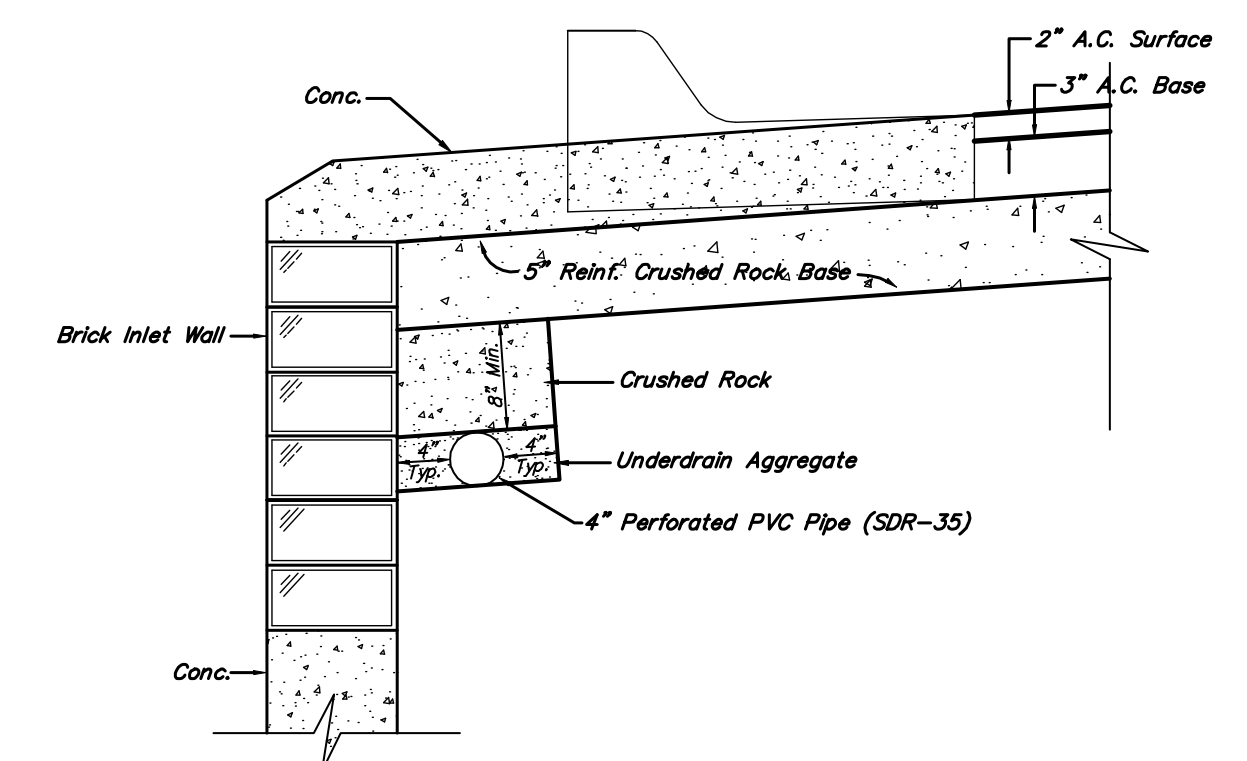 2" A.C. Surface
3" A.C. Base
Conc.
5" Reinf. Crushed Rock Base
Brick Inlet Wall
8" Min.
Crushed Rock
4"
Typ.
4"
Typ.
Underdrain Aggregate
4" Perforated PVC Pipe (SDR-35)
Conc.